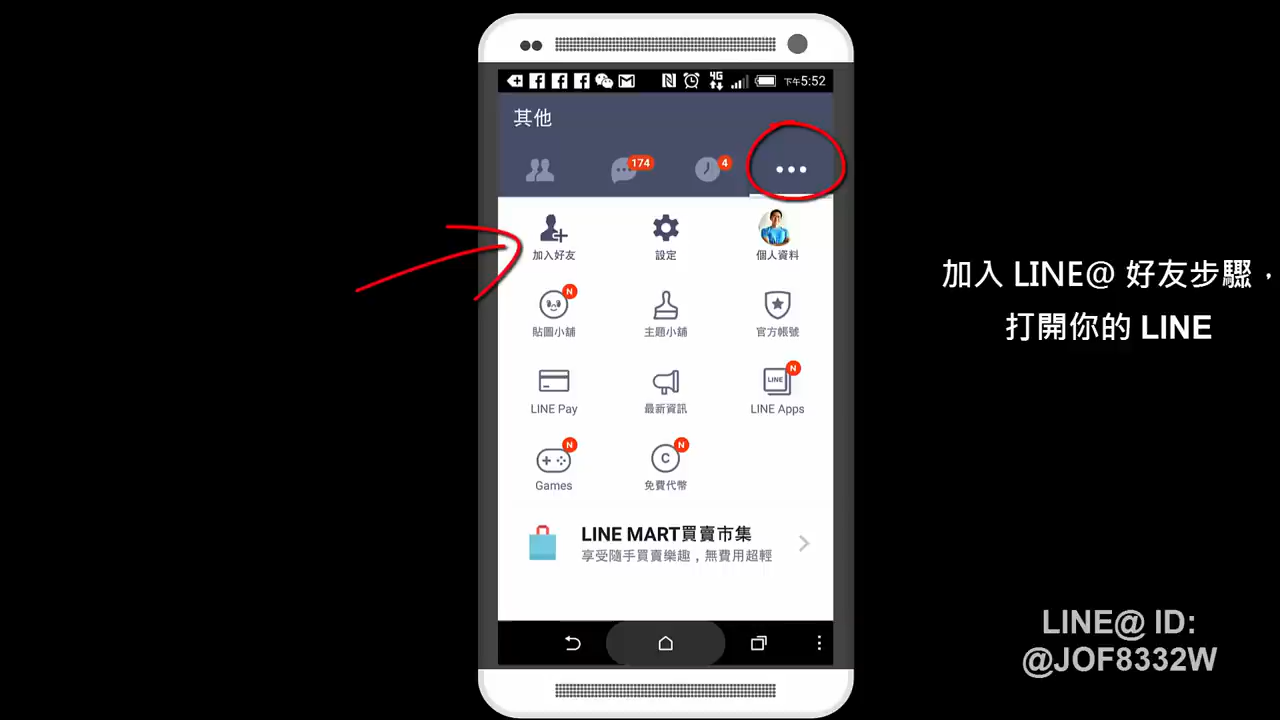 下午5:52
其他
174
4
加入好友
設定
個人資料
N
貼圖小舖
主題小舖
官方帳號
N
LINE
LINE Pay
最新資訊
LINE Apps
N
N
C
Games
免費代幣
LINE MART買賣市集
享受隨手買賣樂趣，無費用超輕
加入 LINE@ 好友步驟，
打開你的 LINE
LINE@ ID:
@JOF8332W